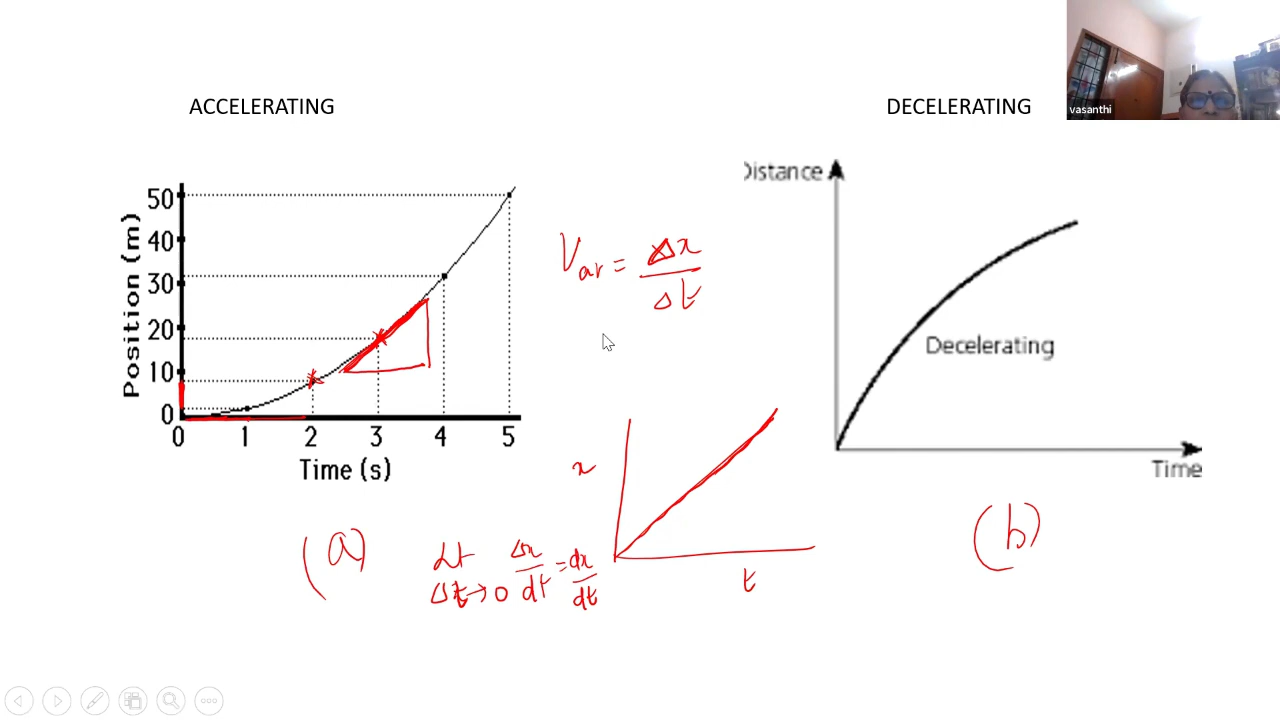 vasanthi
ACCELERATING
DECELERATING
Position (m)
50
40
30
20
10
0
0 1 2 3 4 5
Time (s)
Vav = Δx
Δt
Distance
Decelerating
Time
x
t
(a)
(b)
Lt Δx = dx
Δt→0 dt dt